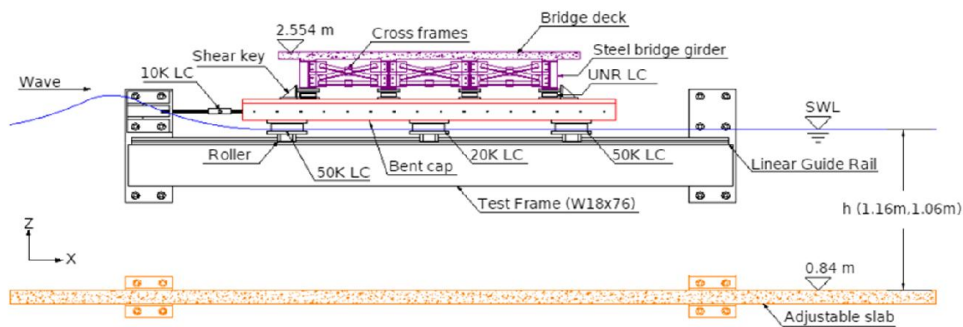 Bridge deck
2.554 m
Cross frames
Steel bridge girder
Shear key
10K LC
UNR LC
Wave
SWL
Roller
20K LC
50K LC
50K LC
Bent cap
Linear Guide Rail
Test Frame (W18x76)
h (1.16m,1.06m)
Z
X
0.84 m
Adjustable slab